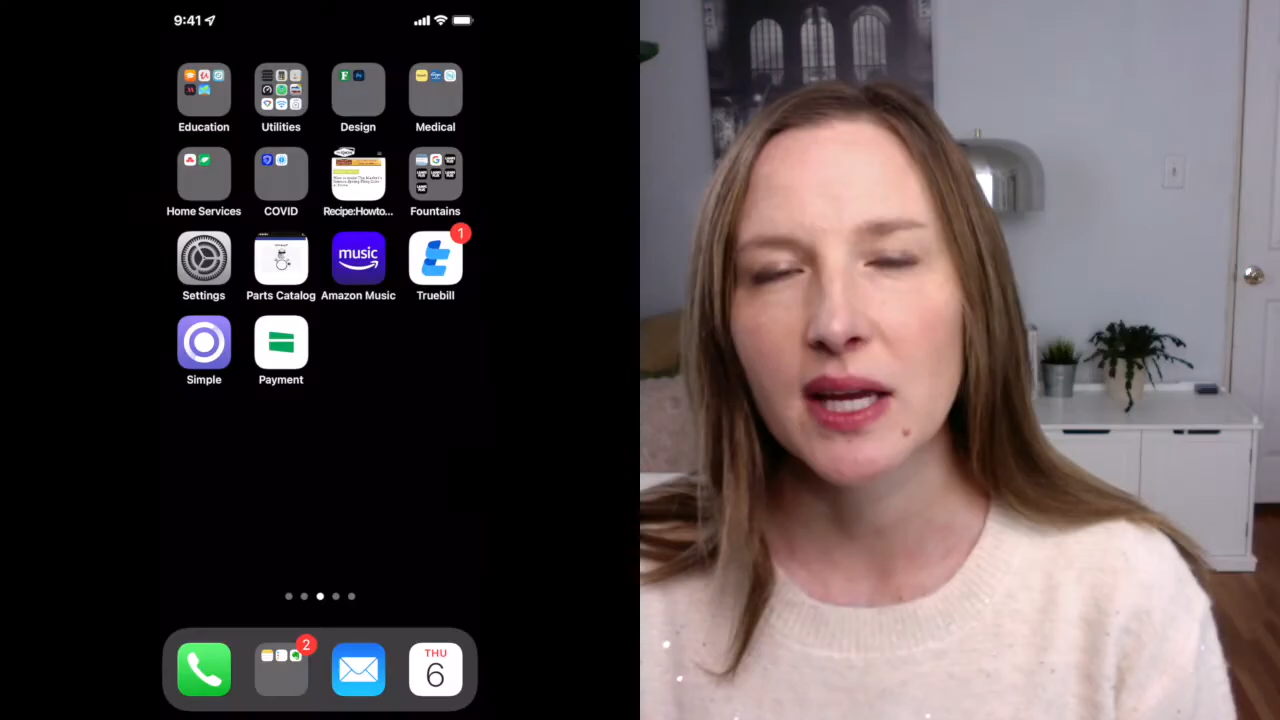 9:41
Education Utilities Design Medical
Home Services COVID Recipe:Howto... Fountains
music
1
Settings Parts Catalog Amazon Music Truebill
Simple Payment
2
THU
6